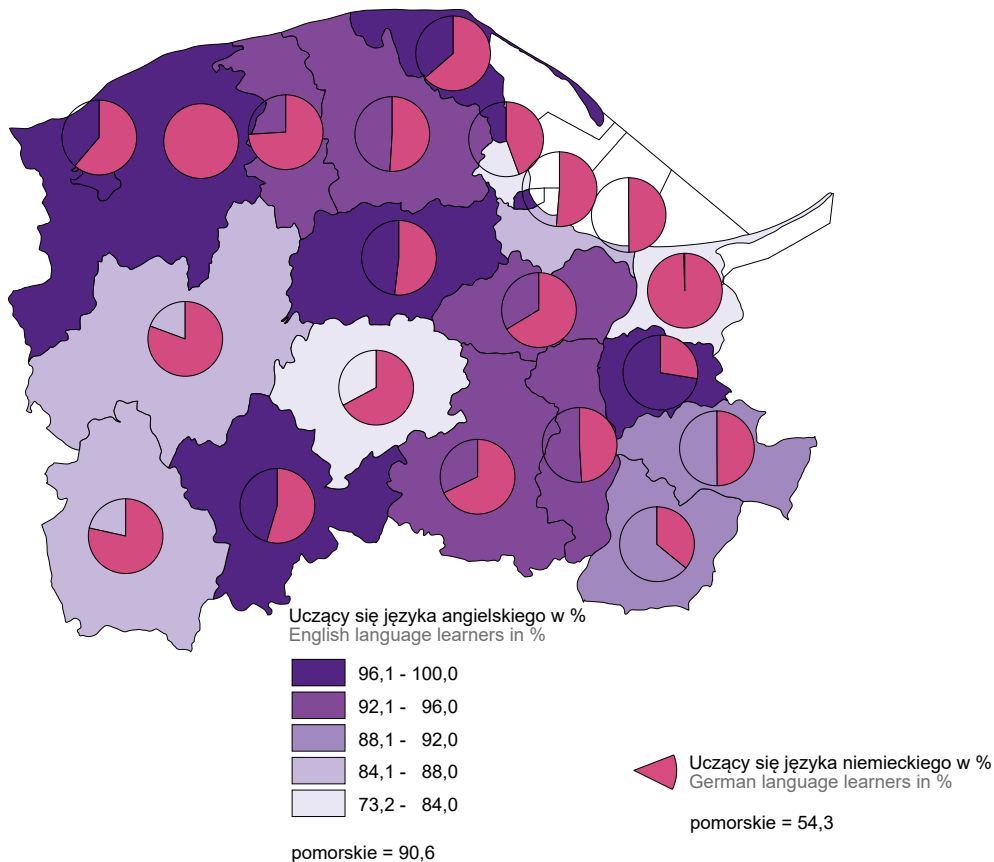 Uczący się języka angielskiego w %
English language learners in %
96,1 - 100,0
92,1 - 96,0
88,1 - 92,0
84,1 - 88,0
73,2 - 84,0
pomorskie = 90,6
Uczący się języka niemieckiego w %
German language learners in %
pomorskie = 54,3